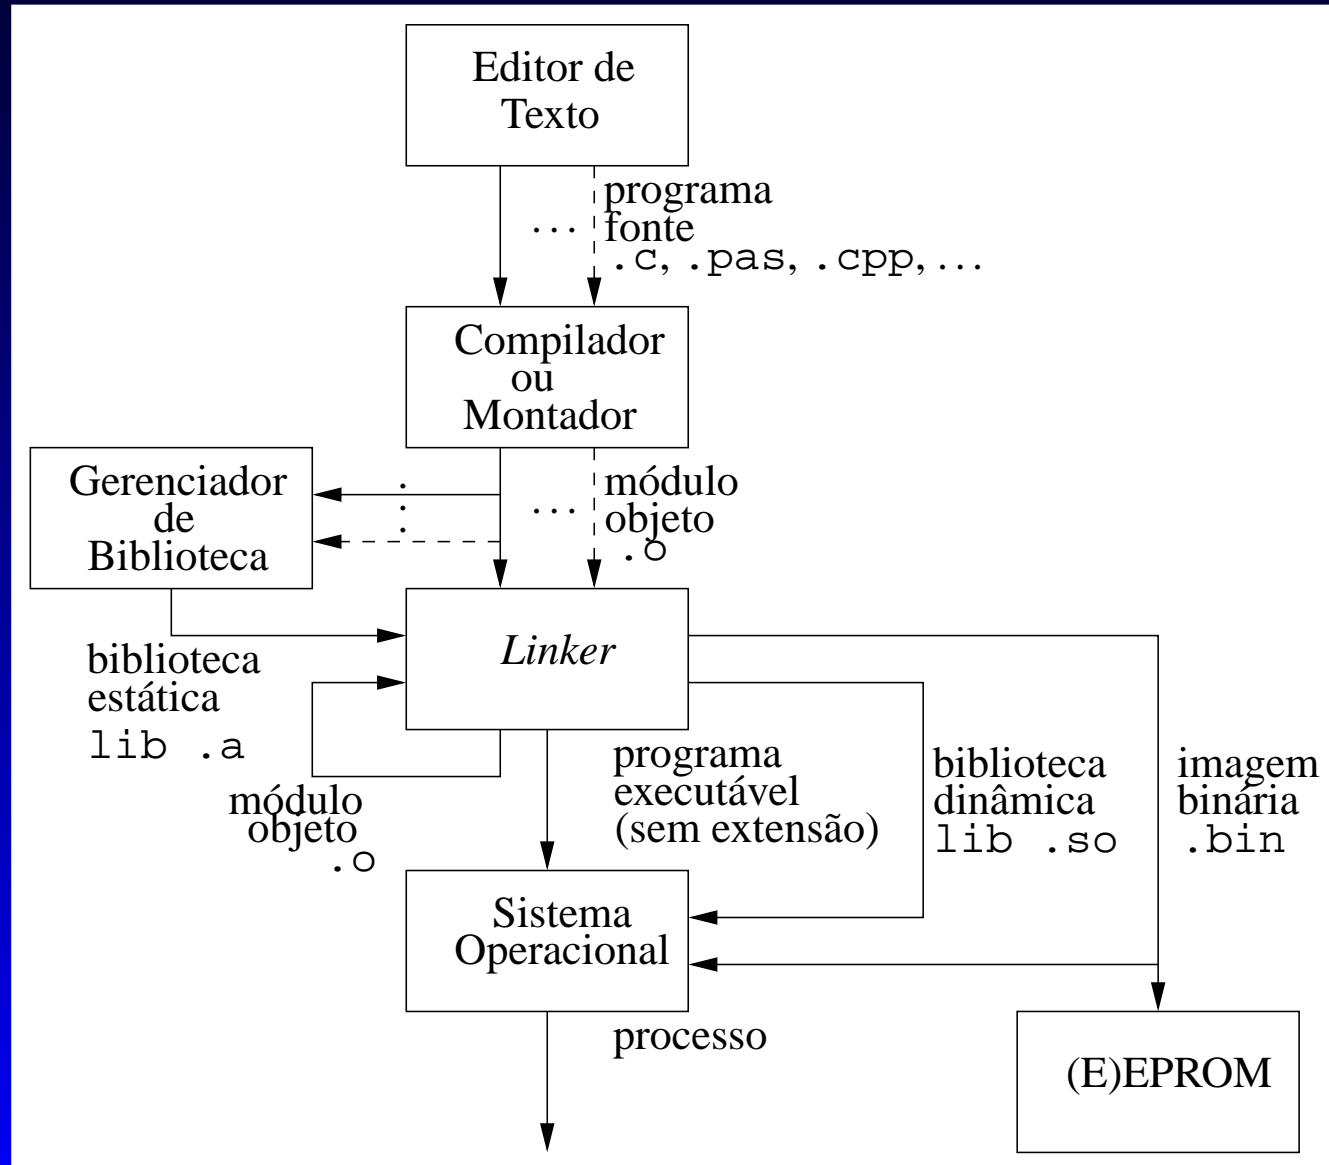 Editor de
Texto
programa
fonte
.c, .pas, .cpp, ...
...
Compilador
ou
Montador
Gerenciador
de
Biblioteca
...
...
módulo
objeto
.o
Linker
biblioteca
estática
lib .a
módulo
objeto
.o
programa
executável
(sem extensão)
biblioteca
dinâmica
lib .so
imagem
binária
.bin
Sistema
Operacional
processo
(E)EPROM